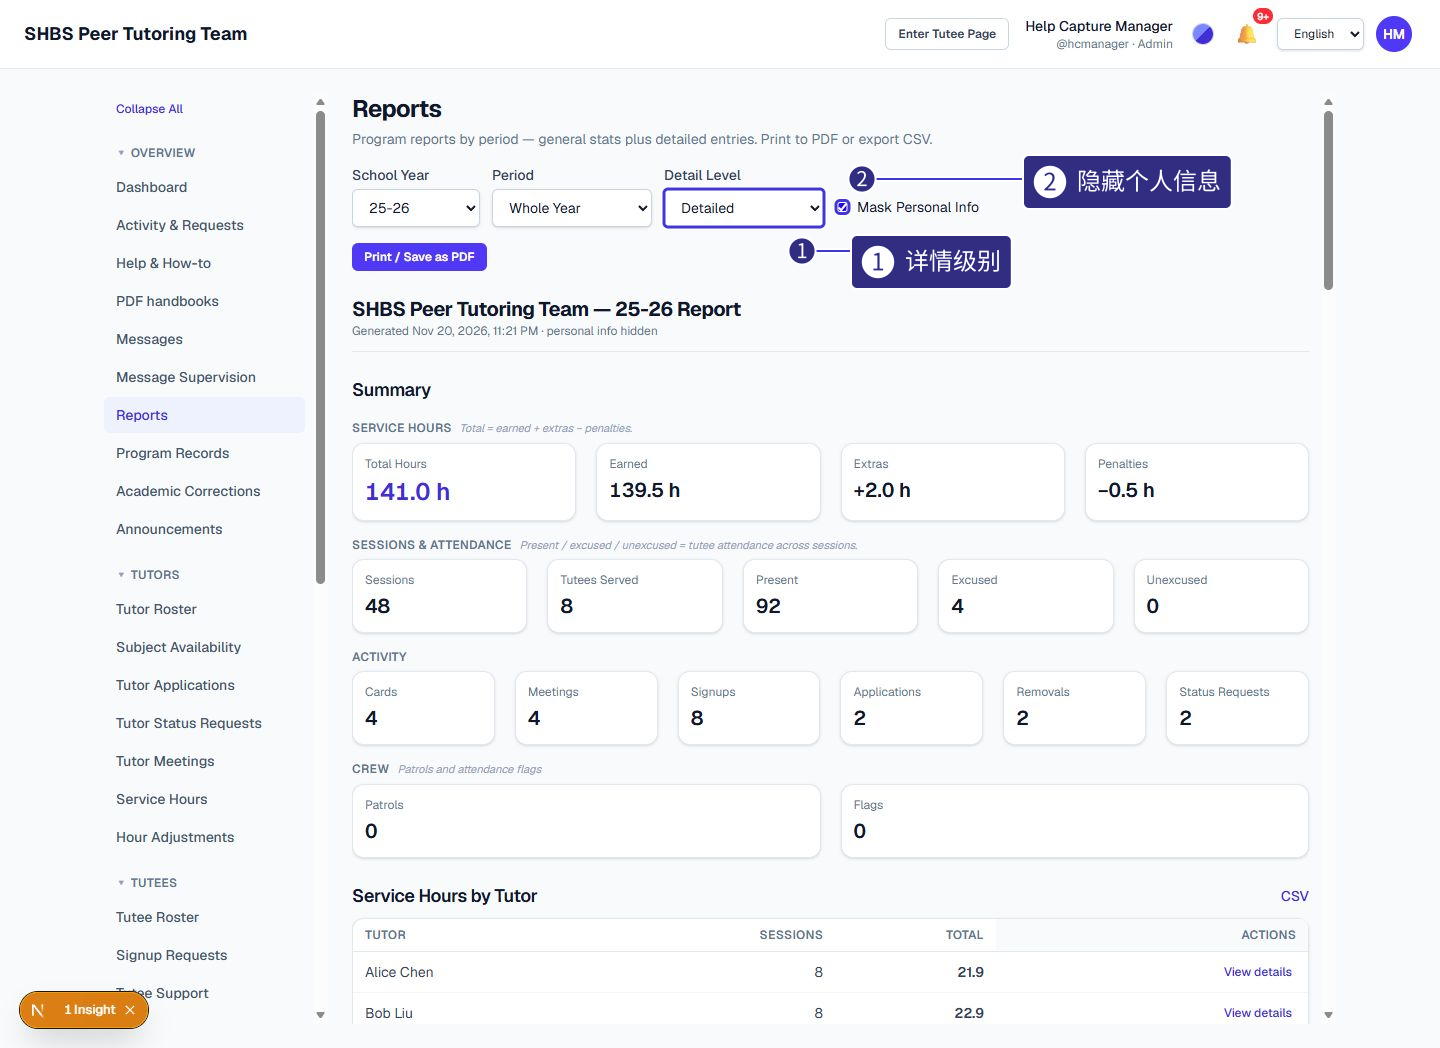 SHBS Peer Tutoring Team
Enter Tutee Page
Help Capture Manager
@hcmanager · Admin
9+
English
HM
Collapse All
OVERVIEW
Dashboard
Activity & Requests
Help & How-to
PDF handbooks
Messages
Message Supervision
Reports
Program Records
Academic Corrections
Announcements
TUTORS
Tutor Roster
Subject Availability
Tutor Applications
Tutor Status Requests
Tutor Meetings
Service Hours
Hour Adjustments
TUTEES
Tutee Roster
Signup Requests
Tutee Support
1 Insight
Reports
Program reports by period — general stats plus detailed entries. Print to PDF or export CSV.
School Year
Period
Detail Level
25-26
Whole Year
Detailed
Mask Personal Info
2
2 隐藏个人信息
1
1 详情级别
Print / Save as PDF
SHBS Peer Tutoring Team — 25-26 Report
Generated Nov 20, 2026, 11:21 PM · personal info hidden
Summary
SERVICE HOURS Total = earned + extras − penalties.
Total Hours
141.0 h
Earned
139.5 h
Extras
+2.0 h
Penalties
−0.5 h
SESSIONS & ATTENDANCE Present / excused / unexcused = tutee attendance across sessions.
Sessions
48
Tutees Served
8
Present
92
Excused
4
Unexcused
0
ACTIVITY
Cards
4
Meetings
4
Signups
8
Applications
2
Removals
2
Status Requests
2
CREW Patrols and attendance flags
Patrols
0
Flags
0
Service Hours by Tutor
CSV
TUTOR SESSIONS TOTAL ACTIONS
Alice Chen 8 21.9 View details
Bob Liu 8 22.9 View details